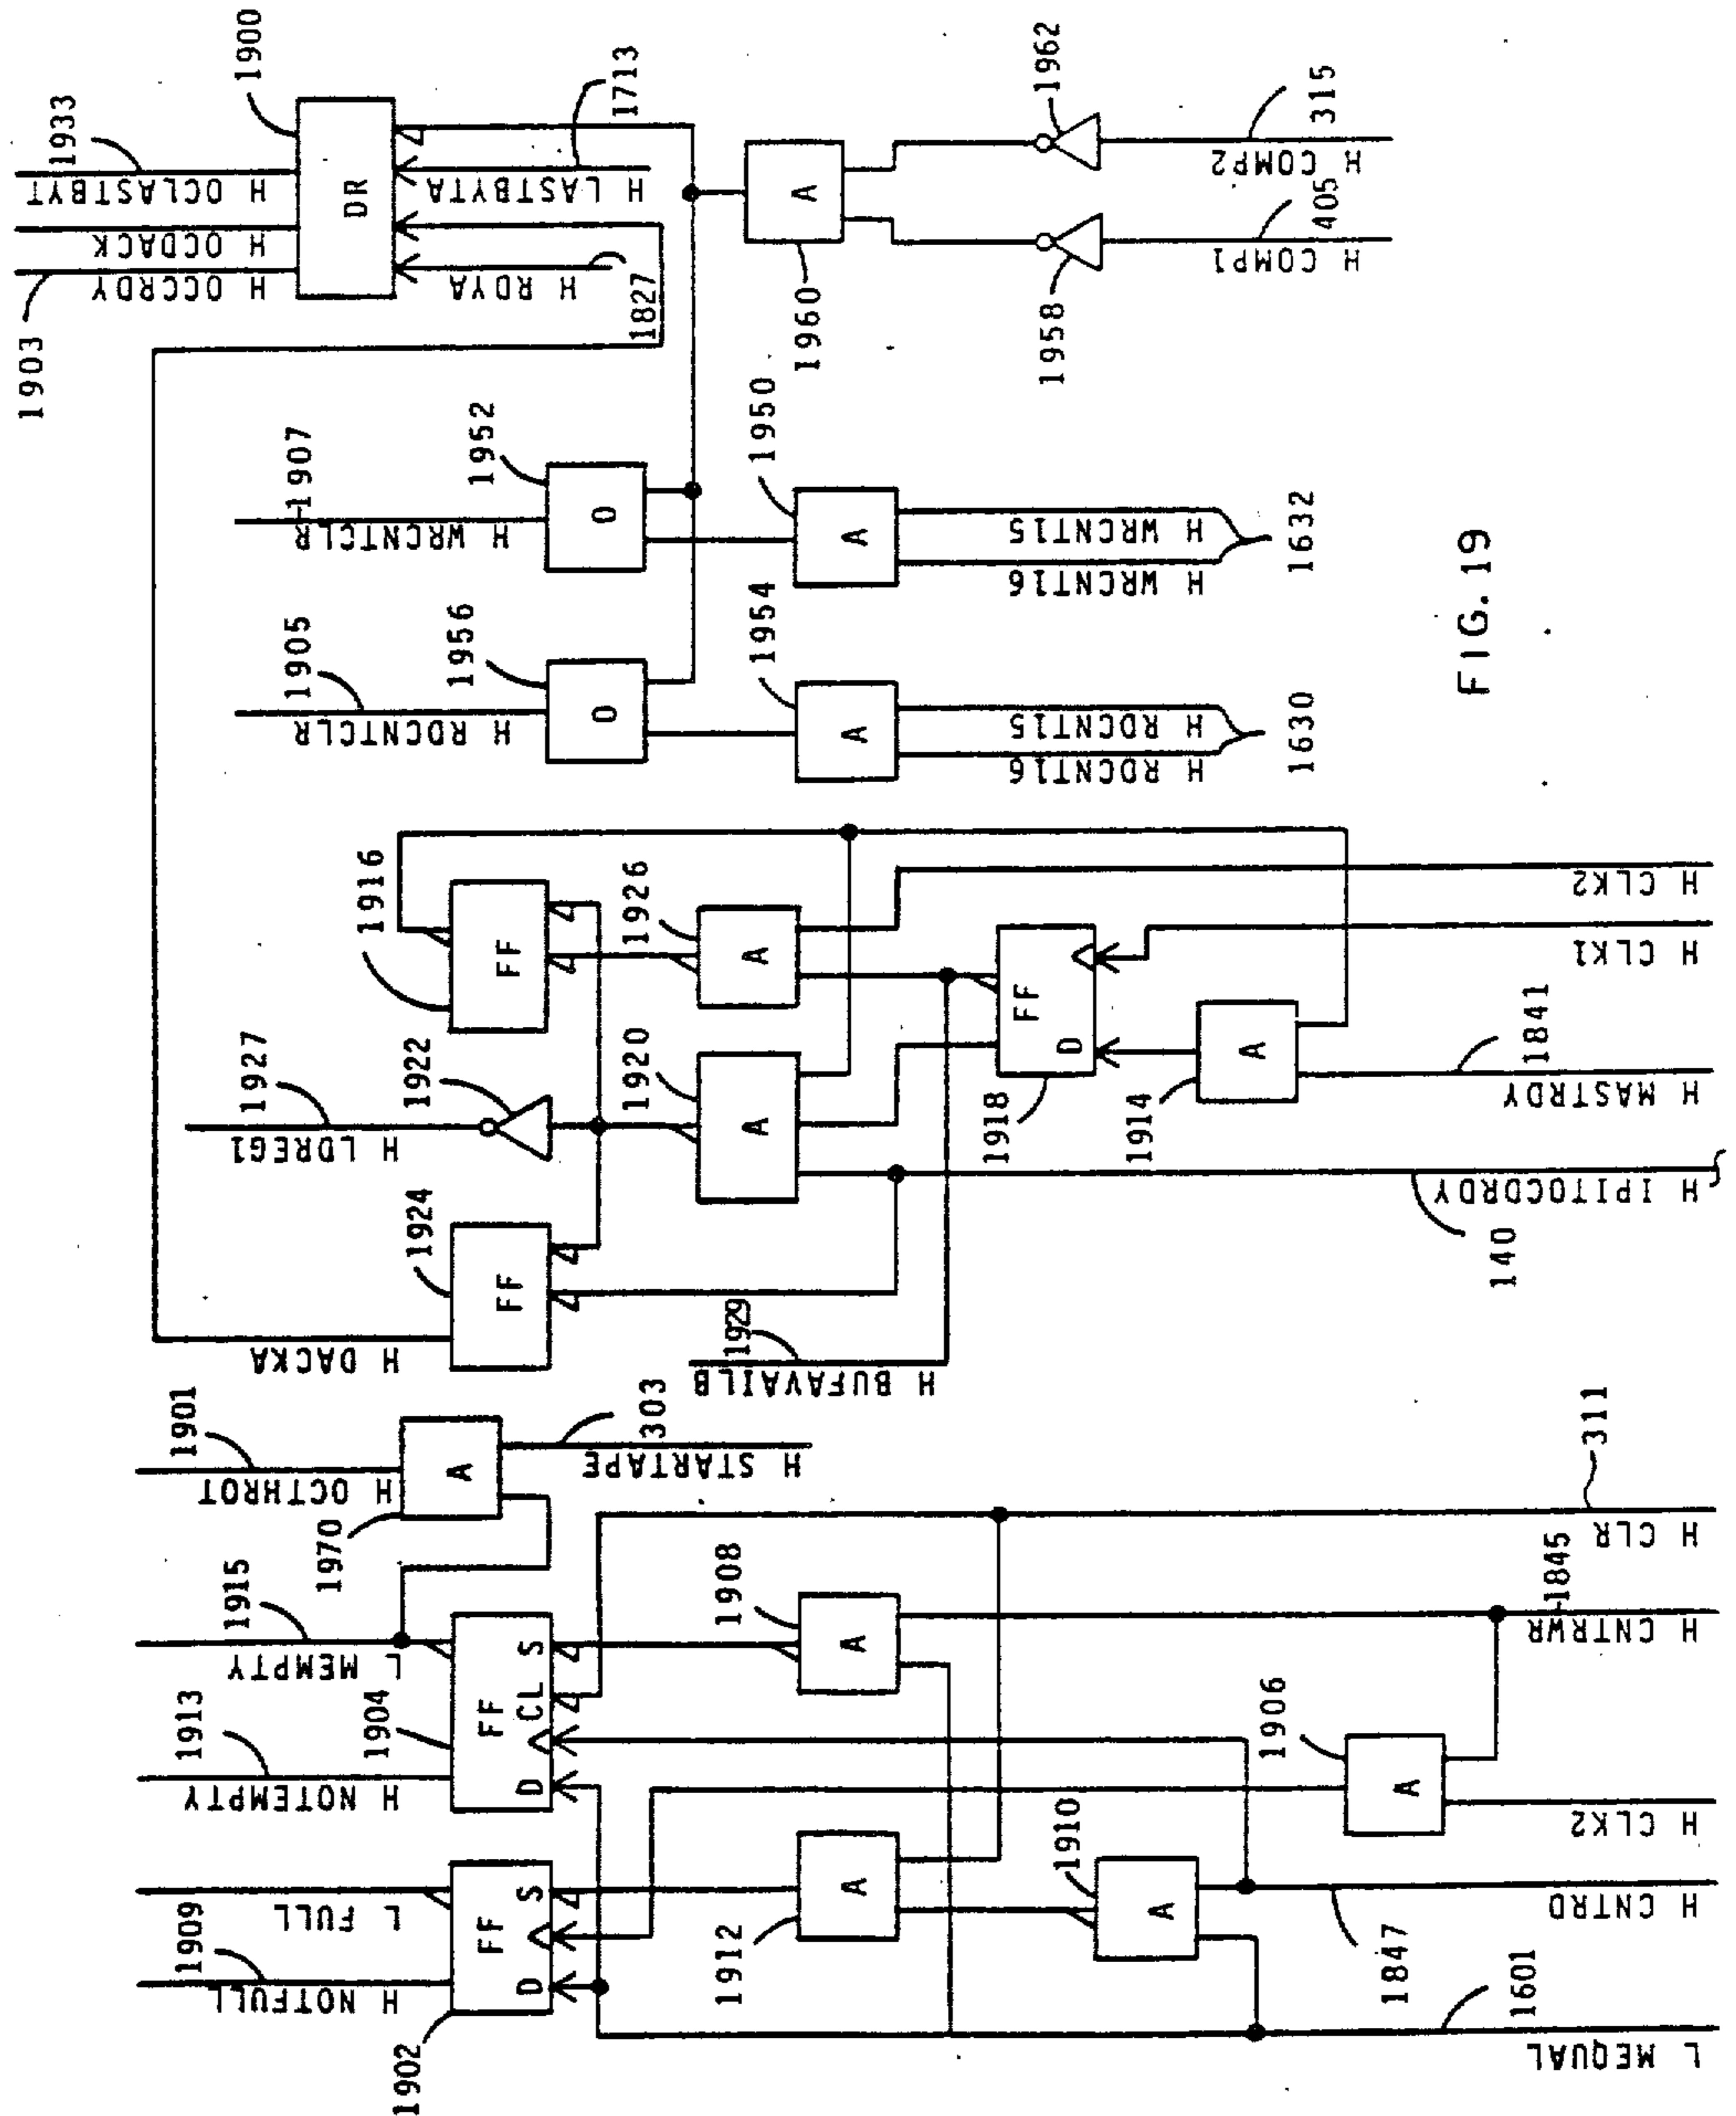 1903
H OCCRDY
H OCDACK
H OCLASTBYT
1933
1900
DR
H RDYA
1827
H LASTBYTA
1713
1960
A
1958
1962
H COMP1
405
H COMP2
315
H RDCNTCLR
1905
1956
O
H WRCNTCLR
1907
1952
O
1954
A
1950
A
H RDCNT16
H RDCNT15
1630
H WRCNT16
H WRCNT15
1632
FIG. 19
H DACKA
1924
FF
H LDREG1
1927
1922
1916
FF
1920
A
1926
A
H BUFAVAILB
1929
1918
FF
D
1914
A
140
H IPITOCDRDY
H MASTRDY
1841
H CLK1
H CLK2
H NOTFULL
1909
L FULL
H NOTEMPTY
1913
L MEMPTY
1915
H OCTHROT
1901
1970
A
H STARTAPE
303
1902
FF
D
S
1904
FF
D
CL
S
1912
A
1908
A
1910
A
1906
A
L MEQUAL
1601
1847
H CNTRD
H CLK2
H CNTRWR
1845
H CLR
311